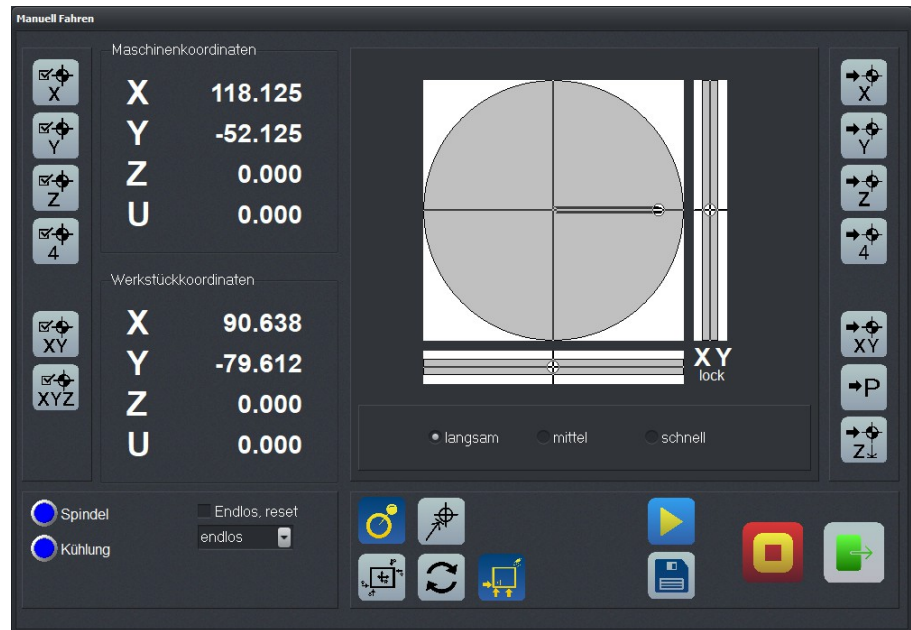 Manuell Fahren
X
Y
Z
4
XY
XYZ
Maschinenkoordinaten
X 118.125
Y -52.125
Z 0.000
U 0.000
Werkstückkoordinaten
X 90.638
Y -79.612
Z 0.000
U 0.000
X Y
lock
langsam mittel schnell
X
Y
Z
4
XY
P
Z
Spindel
Kühlung
Endlos, reset
endlos